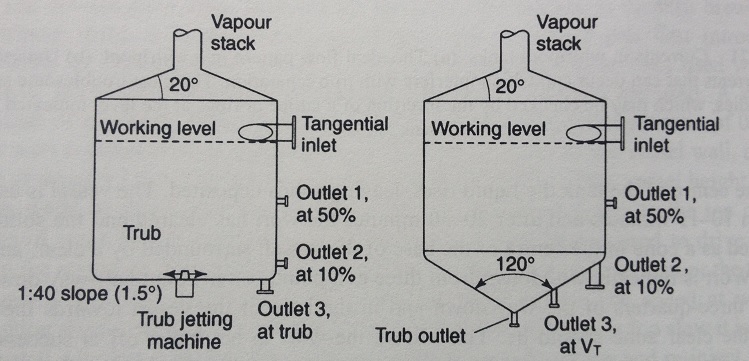 Vapour
stack
20°
Working level
Tangential
inlet
Outlet 1,
at 50%
Trub
Outlet 2,
at 10%
1:40 slope (1.5°)
Trub jetting
machine
Outlet 3,
at trub
Vapour
stack
20°
Working level
Tangential
inlet
Outlet 1,
at 50%
120°
Outlet 2,
at 10%
Trub outlet
Outlet 3,
at VT